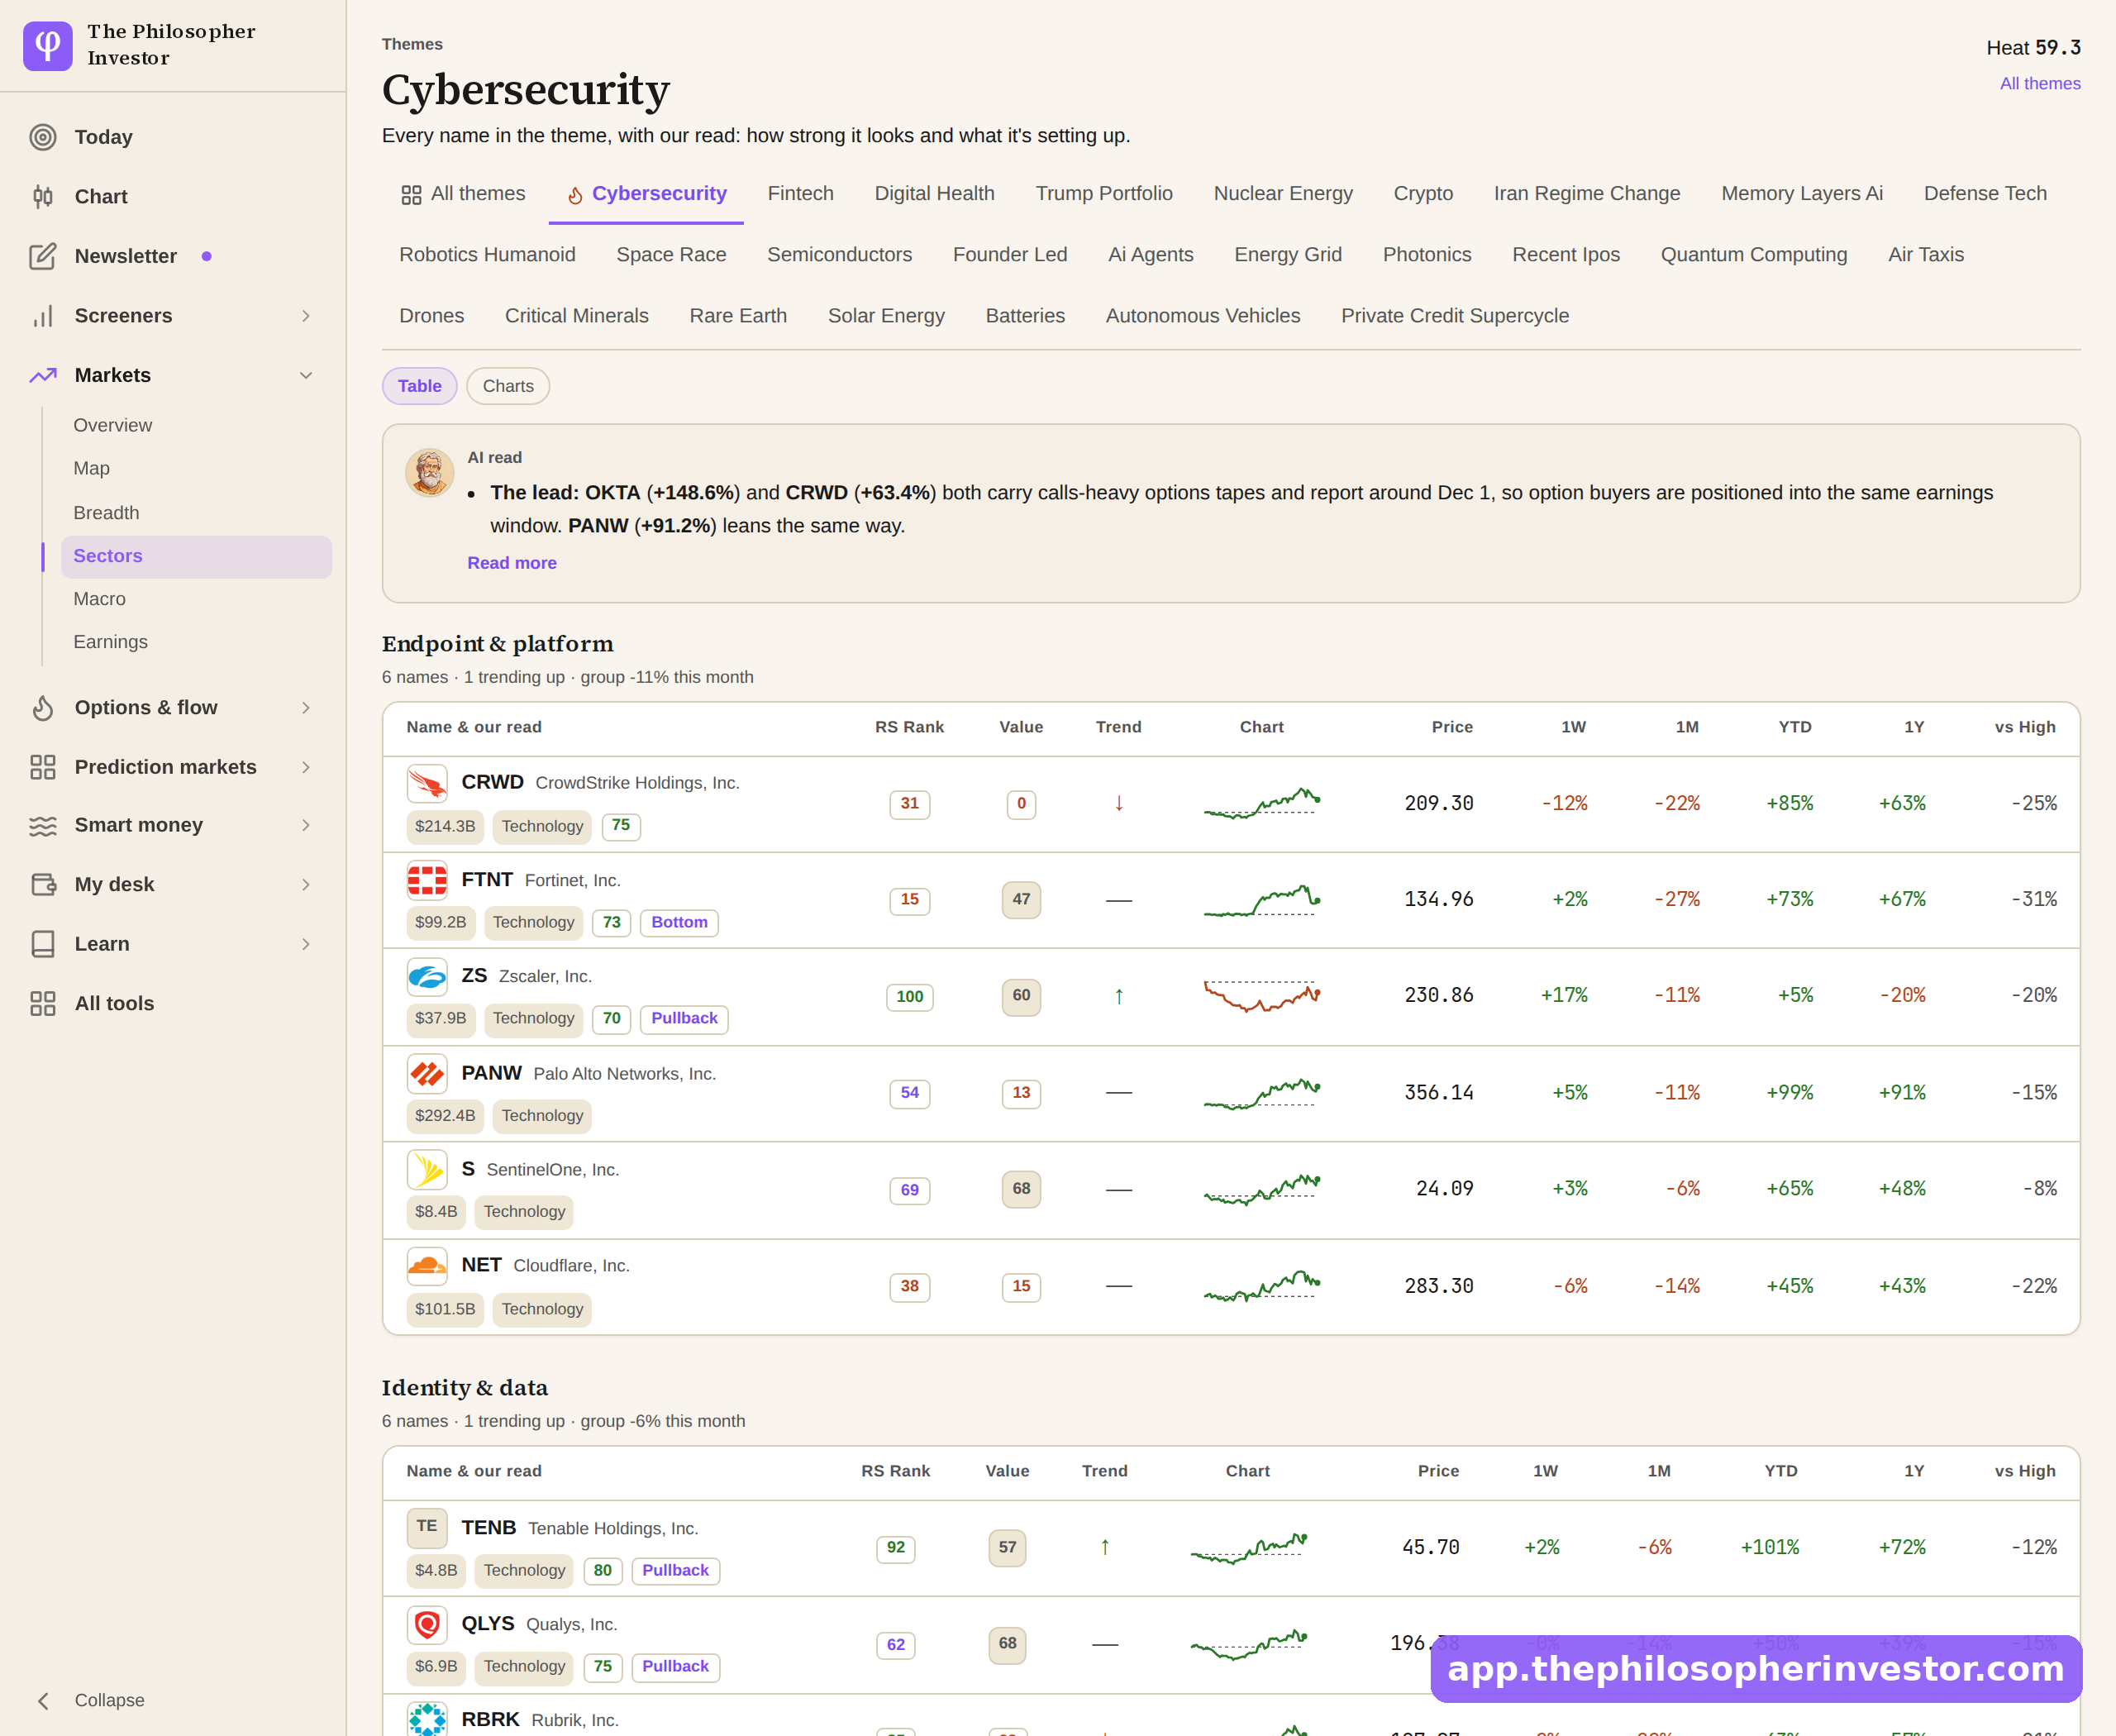 φ
The Philosopher
Investor
Today
Chart
Newsletter
Screeners
Markets
Overview
Map
Breadth
Sectors
Macro
Earnings
Options & flow
Prediction markets
Smart money
My desk
Learn
All tools
Collapse
Themes
Heat 59.3
Cybersecurity
All themes
Every name in the theme, with our read: how strong it looks and what it's setting up.
All themes Cybersecurity Fintech Digital Health Trump Portfolio Nuclear Energy Crypto Iran Regime Change Memory Layers Ai Defense Tech
Robotics Humanoid Space Race Semiconductors Founder Led Ai Agents Energy Grid Photonics Recent Ipos Quantum Computing Air Taxis
Drones Critical Minerals Rare Earth Solar Energy Batteries Autonomous Vehicles Private Credit Supercycle
Table Charts
AI read
• The lead: OKTA (+148.6%) and CRWD (+63.4%) both carry calls-heavy options tapes and report around Dec 1, so option buyers are positioned into the same earnings
window. PANW (+91.2%) leans the same way.
Read more
Endpoint & platform
6 names · 1 trending up · group -11% this month
Name & our read RS Rank Value Trend Chart Price 1W 1M YTD 1Y vs High
CRWD CrowdStrike Holdings, Inc.
$214.3B Technology 75
31 0 ↓ 209.30 -12% -22% +85% +63% -25%
FTNT Fortinet, Inc.
$99.2B Technology 73 Bottom
15 47 — 134.96 +2% -27% +73% +67% -31%
ZS Zscaler, Inc.
$37.9B Technology 70 Pullback
100 60 ↑ 230.86 +17% -11% +5% -20% -20%
PANW Palo Alto Networks, Inc.
$292.4B Technology
54 13 — 356.14 +5% -11% +99% +91% -15%
S SentinelOne, Inc.
$8.4B Technology
69 68 — 24.09 +3% -6% +65% +48% -8%
NET Cloudflare, Inc.
$101.5B Technology
38 15 — 283.30 -6% -14% +45% +43% -22%
Identity & data
6 names · 1 trending up · group -6% this month
Name & our read RS Rank Value Trend Chart Price 1W 1M YTD 1Y vs High
TE TENB Tenable Holdings, Inc.
$4.8B Technology 80 Pullback
92 57 ↑ 45.70 +2% -6% +101% +72% -12%
QLYS Qualys, Inc.
$6.9B Technology 75 Pullback
62 68 — 196.38 -0% -14% +50% +39% -15%
RBRK Rubrik, Inc.
app.thephilosopherinvestor.com